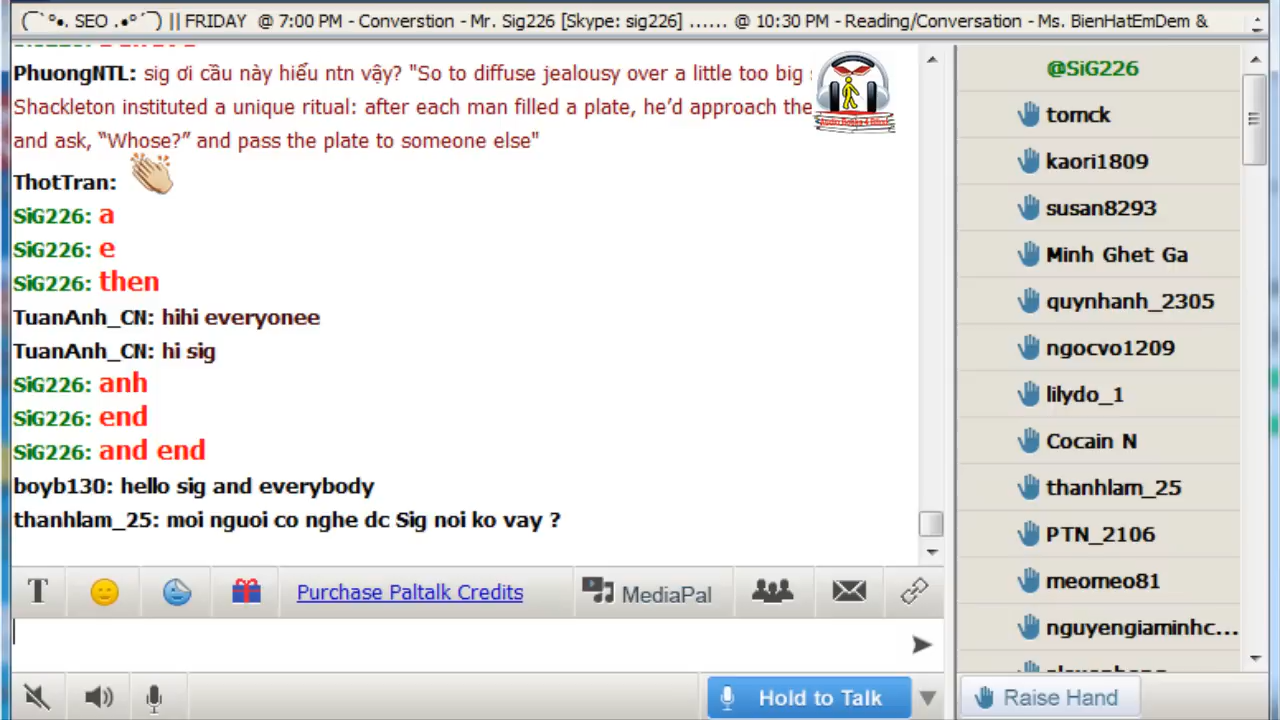 (¯`°•. SEO .•°´¯) || FRIDAY @ 7:00 PM - Converstion - Mr. Sig226 [Skype: sig226] ...... @ 10:30 PM - Reading/Conversation - Ms. BienHatEmDem &
PhuongNTL: sig ơi cầu này hiểu ntn vậy? "So to diffuse jealousy over a little too big
Shackleton instituted a unique ritual: after each man filled a plate, he'd approach the
and ask, “Whose?” and pass the plate to someone else"
ThotTran:
SiG226: a
SiG226: e
SiG226: then
TuanAnh_CN: hihi everyonee
TuanAnh_CN: hi sig
SiG226: anh
SiG226: end
SiG226: and end
boyb130: hello sig and everybody
thanhlam_25: moi nguoi co nghe dc Sig noi ko vay ?
T
Purchase Paltalk Credits
MediaPal
Hold to Talk
@SiG226
tomck
kaori1809
susan8293
Minh Ghet Ga
quynhanh_2305
ngocvo1209
lilydo_1
Cocain N
thanhlam_25
PTN_2106
meomeo81
nguyengiaminhc...
Raise Hand